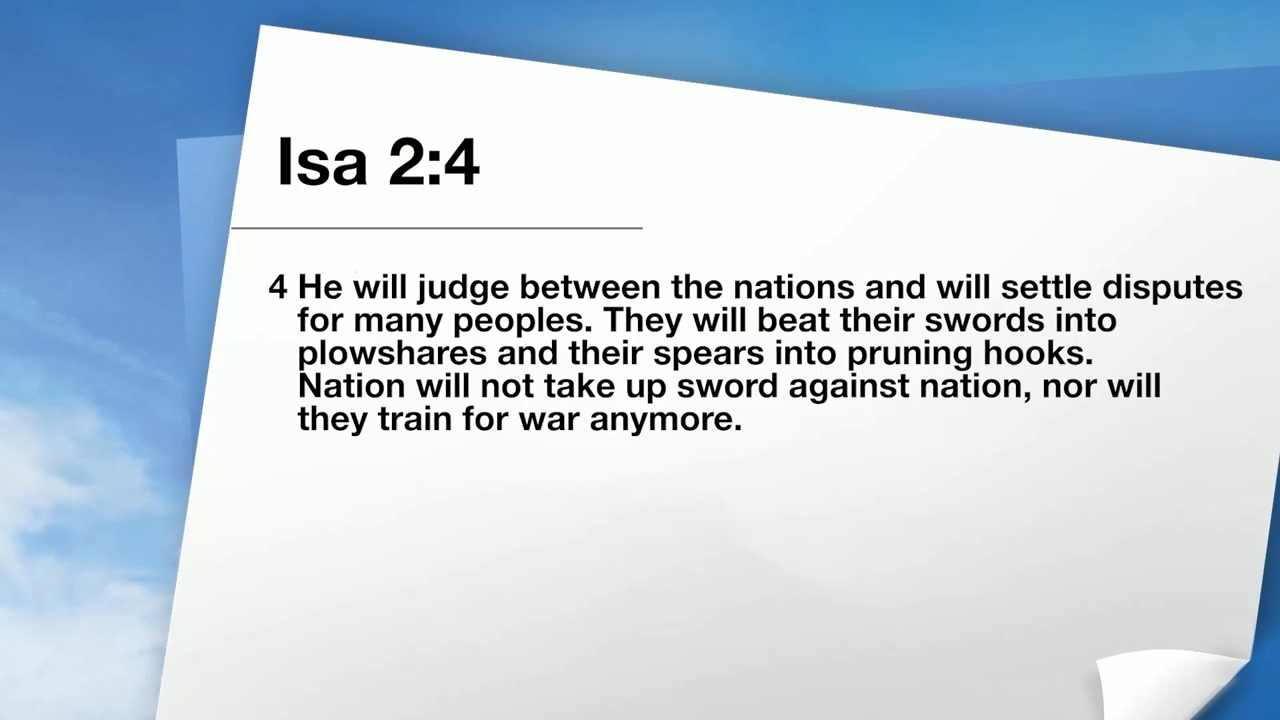 Isa 2:4
4 He will judge between the nations and will settle disputes
for many peoples. They will beat their swords into
plowshares and their spears into pruning hooks.
Nation will not take up sword against nation, nor will
they train for war anymore.